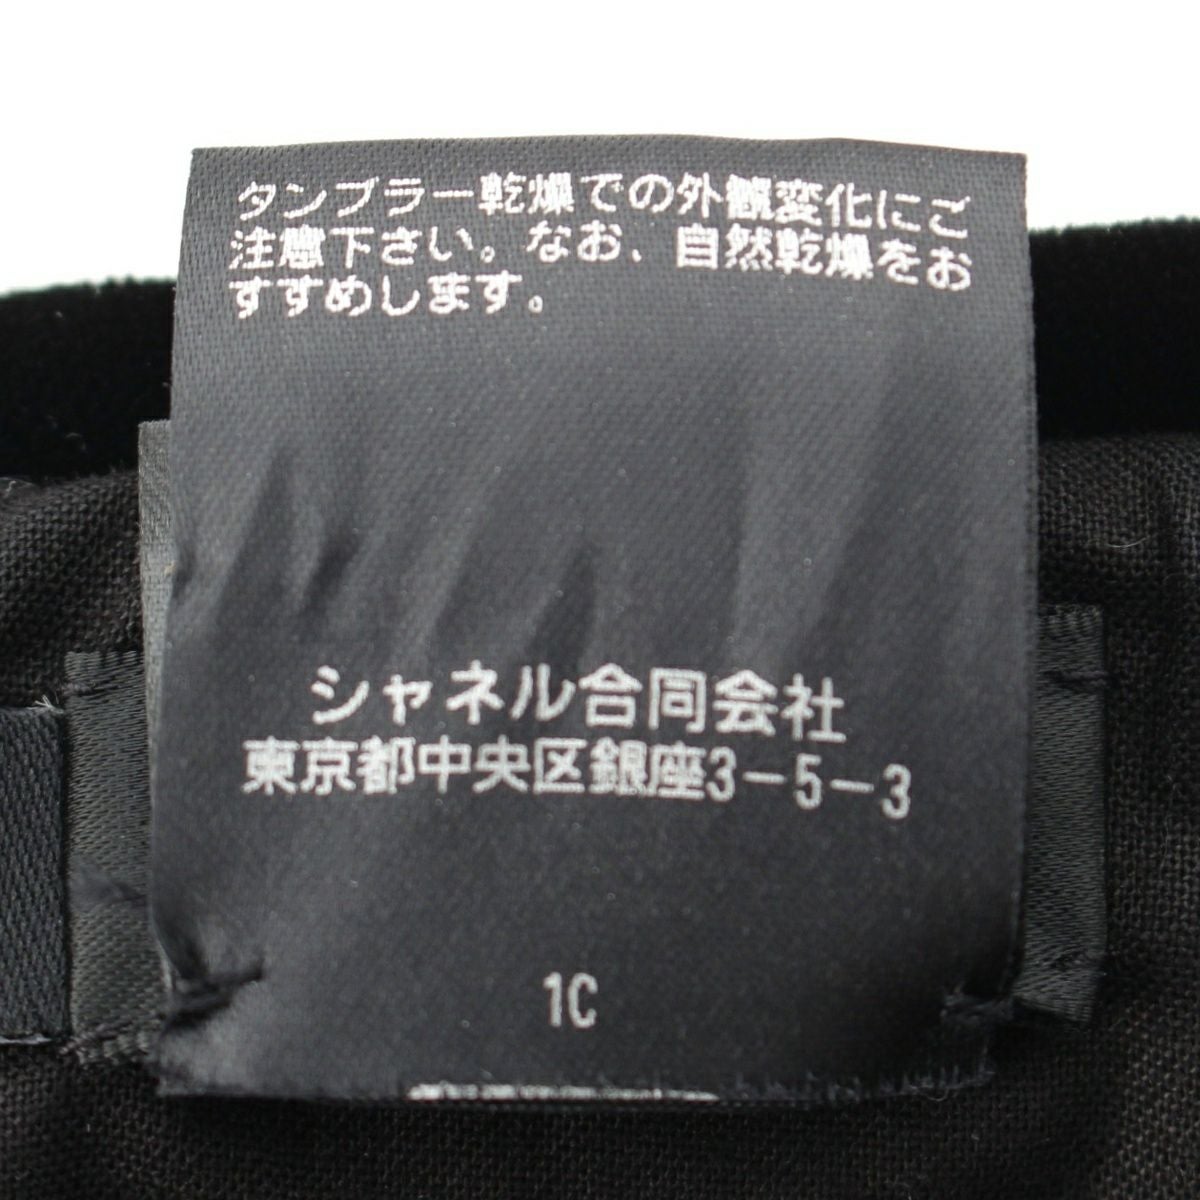 タンブラー乾燥での外観変化にご
注意下さい。なお、自然乾燥をお
すすめします。
シャネル合同会社
東京都中央区銀座3-5-3
1C